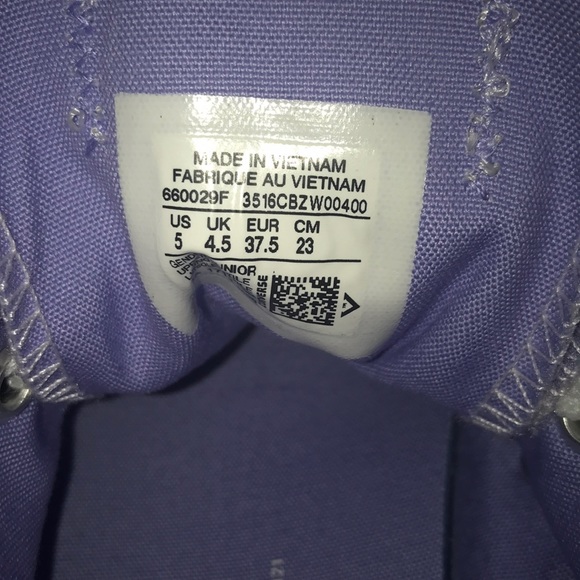 MADE IN VIETNAM
FABRIQUE AU VIETNAM
660029F 3516CBZW00400
US UK EUR CM
5 4.5 37.5 23